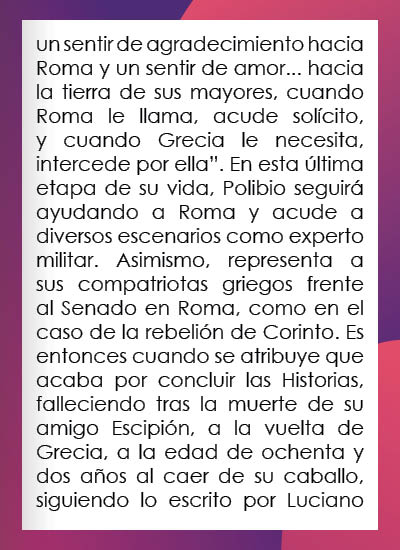 un sentir de agradecimiento hacia
Roma y un sentir de amor... hacia
la tierra de sus mayores, cuando
Roma le llama, acude solícito,
y cuando Grecia le necesita,
intercede por ella”. En esta última
etapa de su vida, Polibio seguirá
ayudando a Roma y acude a
diversos escenarios como experto
militar. Asimismo, representa a
sus compatriotas griegos frente
al Senado en Roma, como en el
caso de la rebelión de Corinto. Es
entonces cuando se atribuye que
acaba por concluir las Historias,
falleciendo tras la muerte de su
amigo Escipión, a la vuelta de
Grecia, a la edad de ochenta y
dos años al caer de su caballo,
siguiendo lo escrito por Luciano